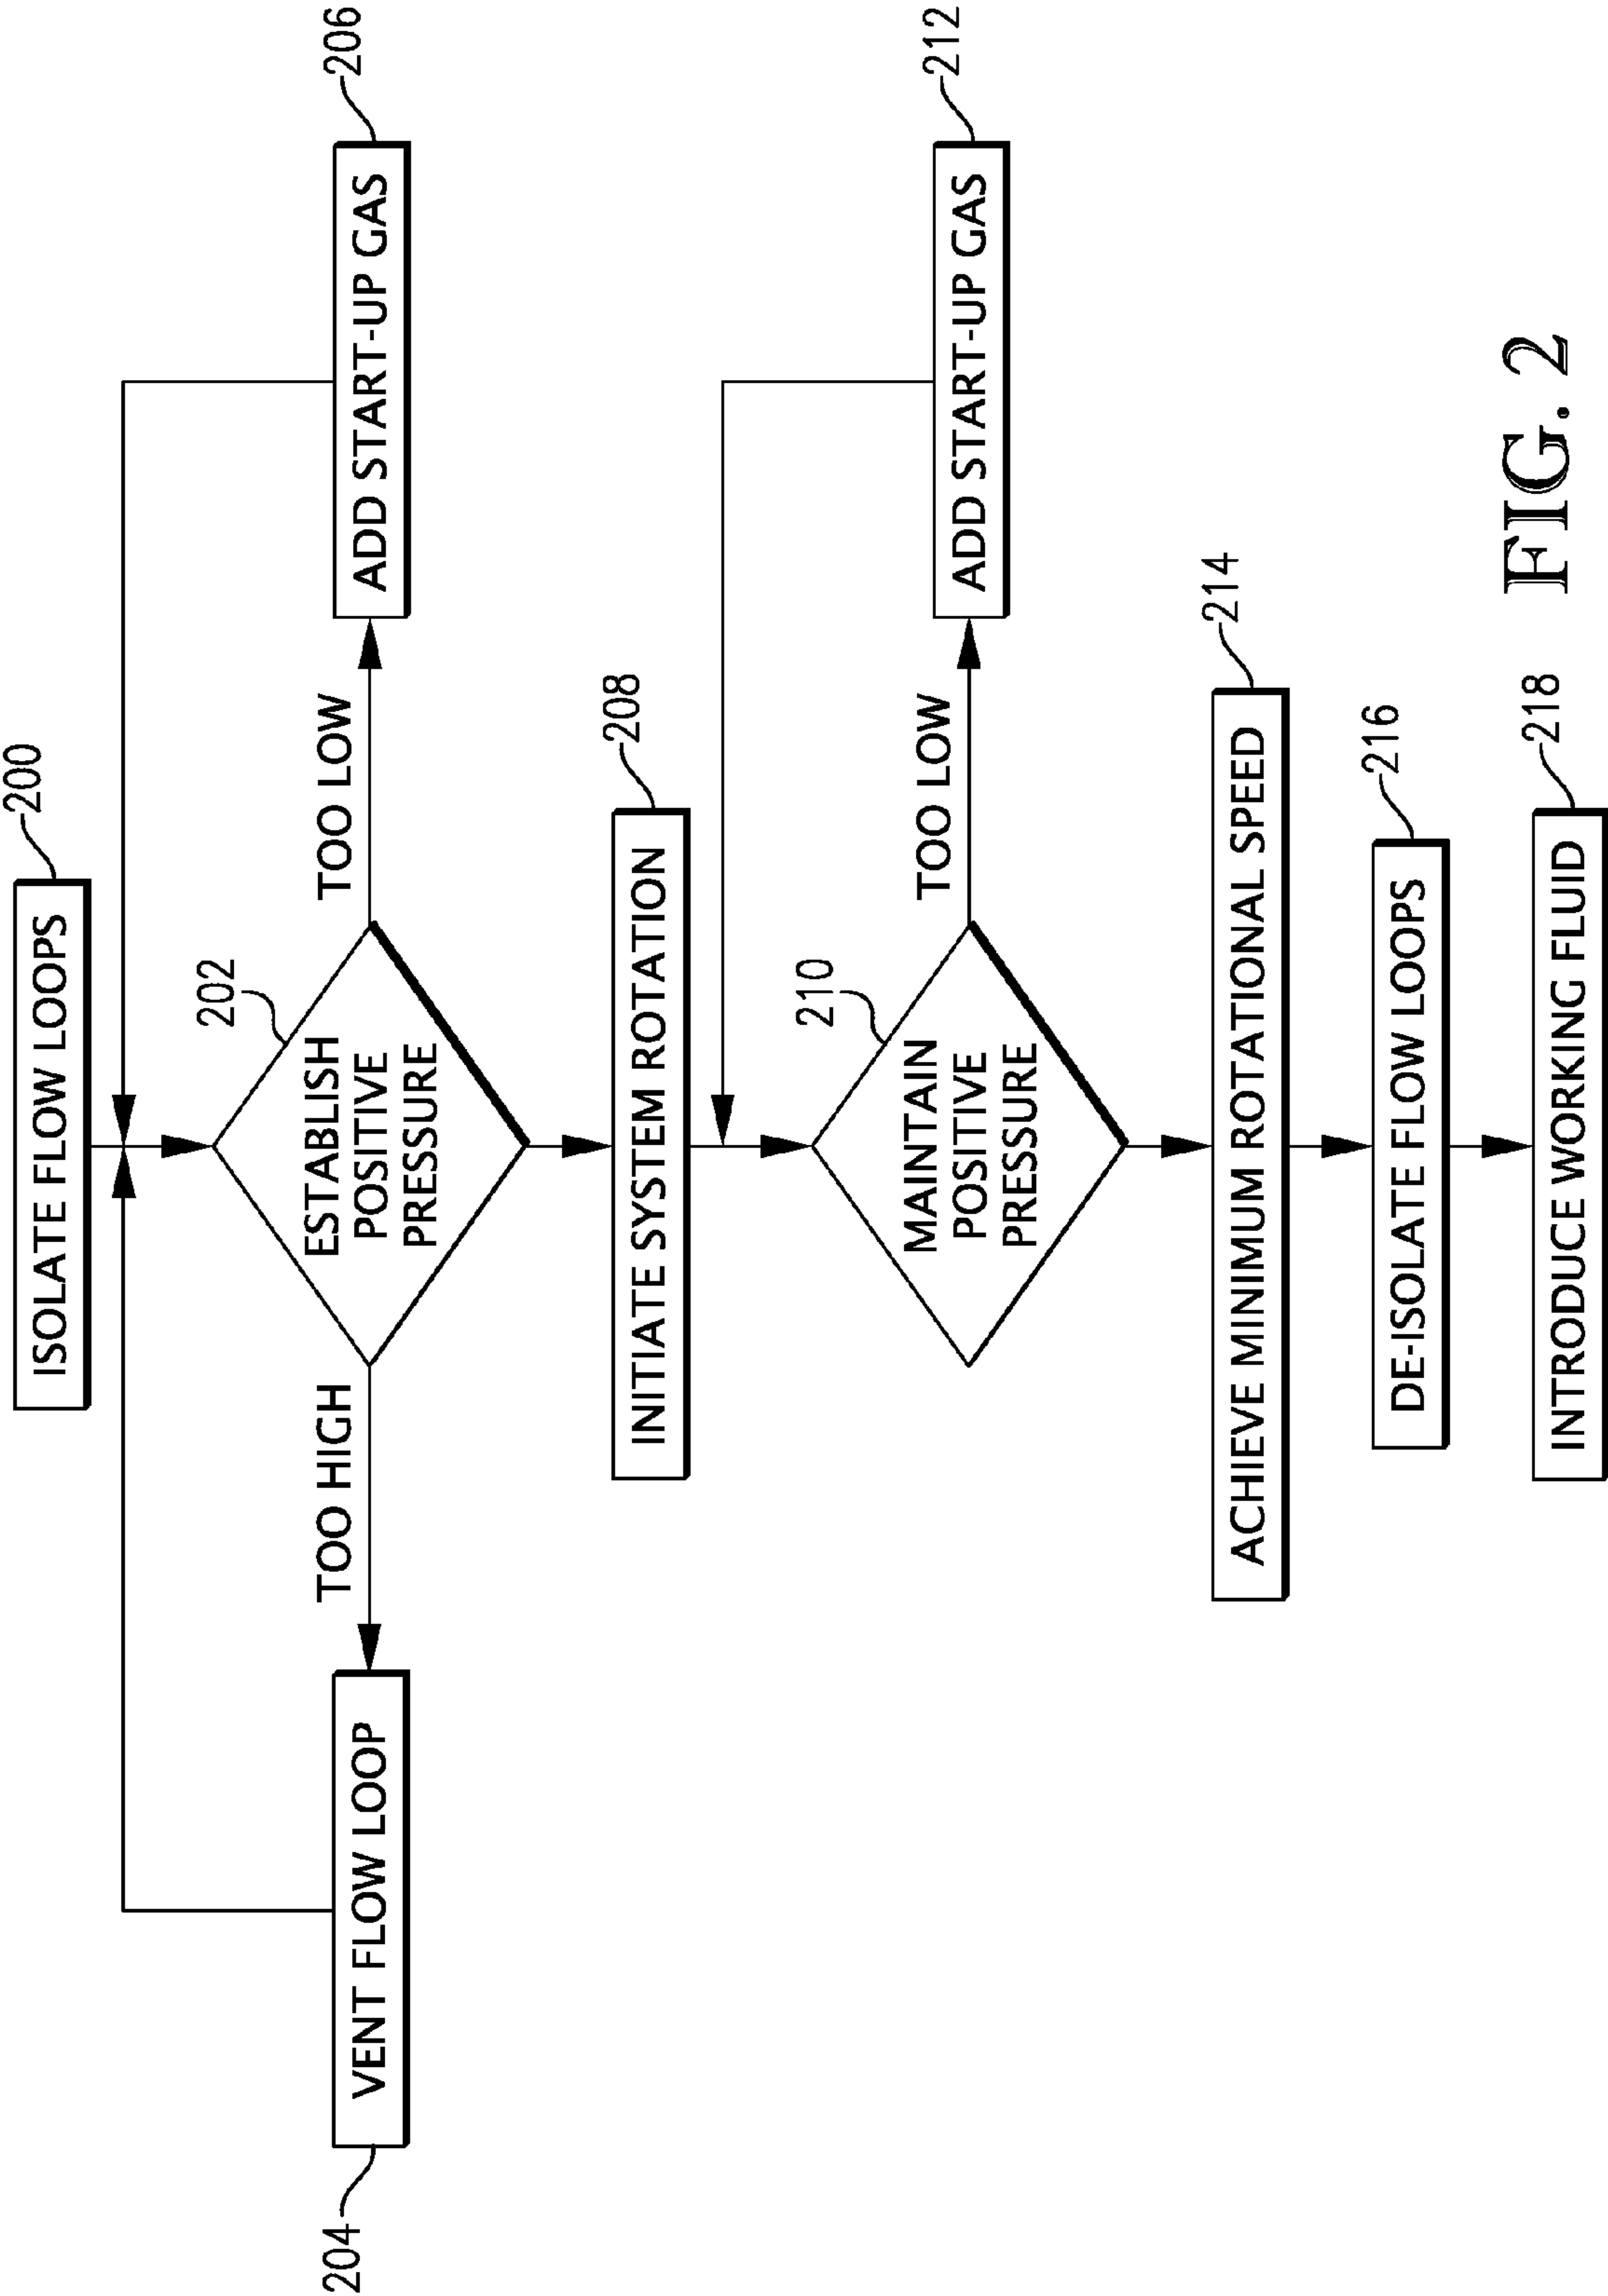 ISOLATE FLOW LOOPS
200
202
ESTABLISH
POSITIVE
PRESSURE
TOO HIGH
TOO LOW
VENT FLOW LOOP
204
ADD START-UP GAS
206
INITIATE SYSTEM ROTATION
208
210
MAINTAIN
POSITIVE
PRESSURE
TOO LOW
ADD START-UP GAS
212
ACHIEVE MINIMUM ROTATIONAL SPEED
214
DE-ISOLATE FLOW LOOPS
216
INTRODUCE WORKING FLUID
218
FIG. 2